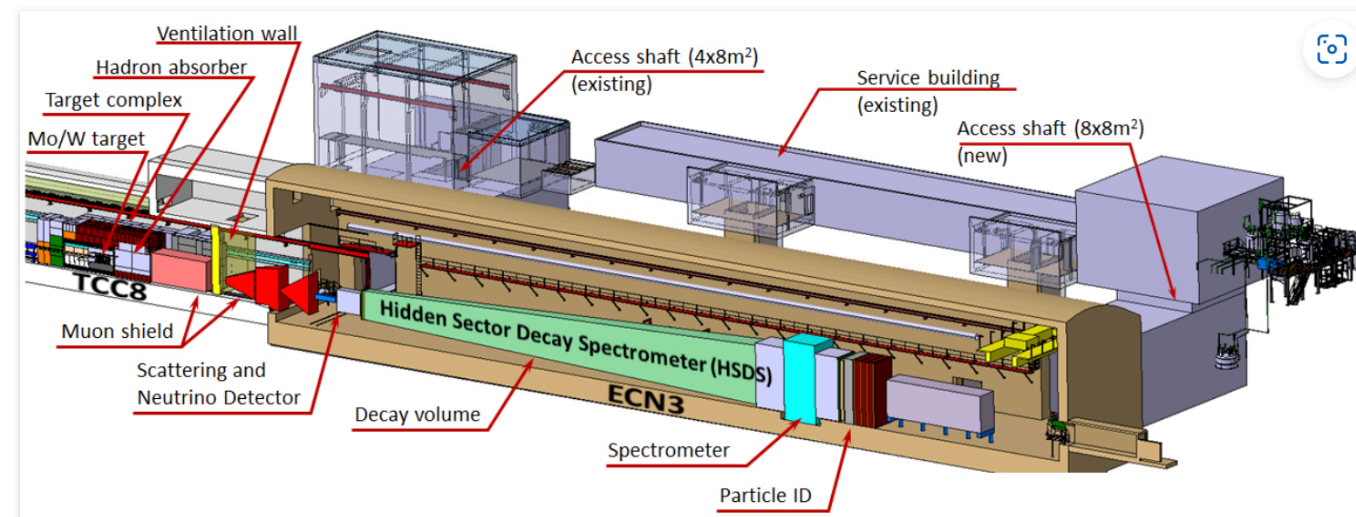 Ventilation wall
Hadron absorber
Target complex
Mo/W target
Access shaft (4x8m²)
(existing)
Service building
(existing)
Access shaft (8x8m²)
(new)
TCC8
Muon shield
Scattering and
Neutrino Detector
Hidden Sector Decay Spectrometer (HSDS)
Decay volume
ECN3
Spectrometer
Particle ID